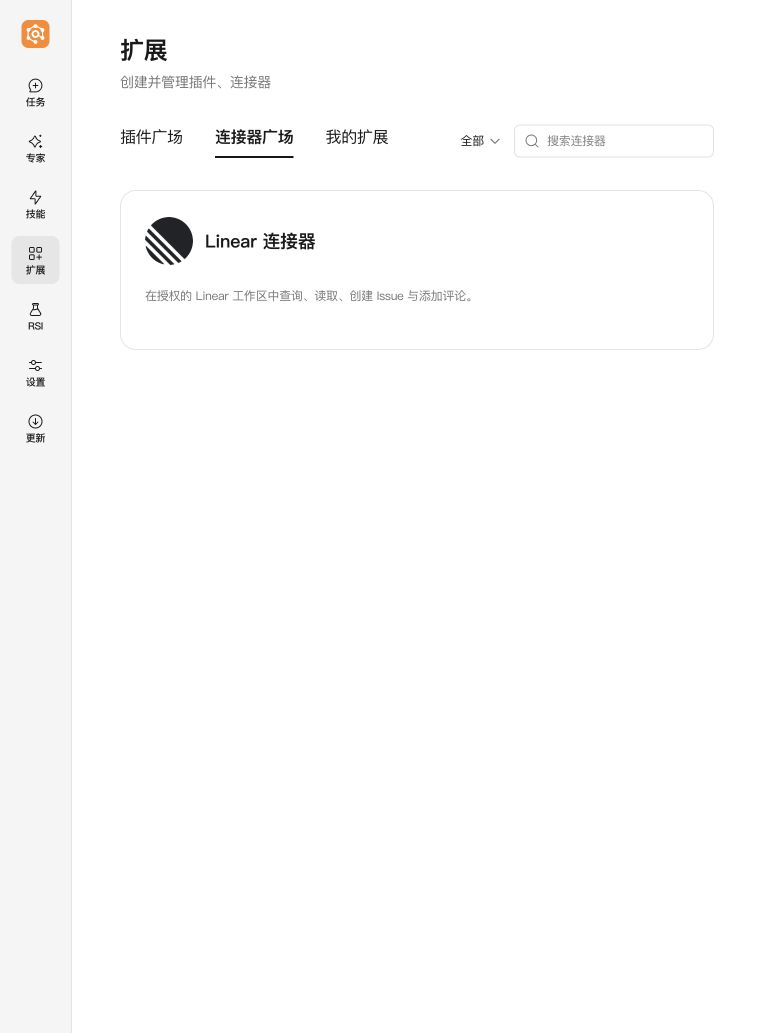 任务
专家
技能
扩展
RSI
设置
更新
扩展
创建并管理插件、连接器
插件广场
连接器广场
我的扩展
全部
搜索连接器
Linear 连接器
在授权的 Linear 工作区中查询、读取、创建 Issue 与添加评论。